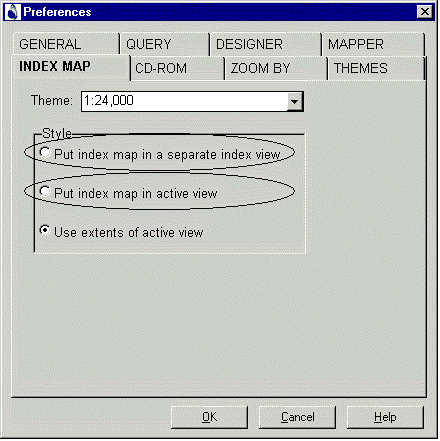 Preferences
GENERAL QUERY DESIGNER MAPPER
INDEX MAP CD-ROM ZOOM BY THEMES
Theme: 1:24,000
Style
Put index map in a separate index view
Put index map in active view
Use extents of active view
OK Cancel Help